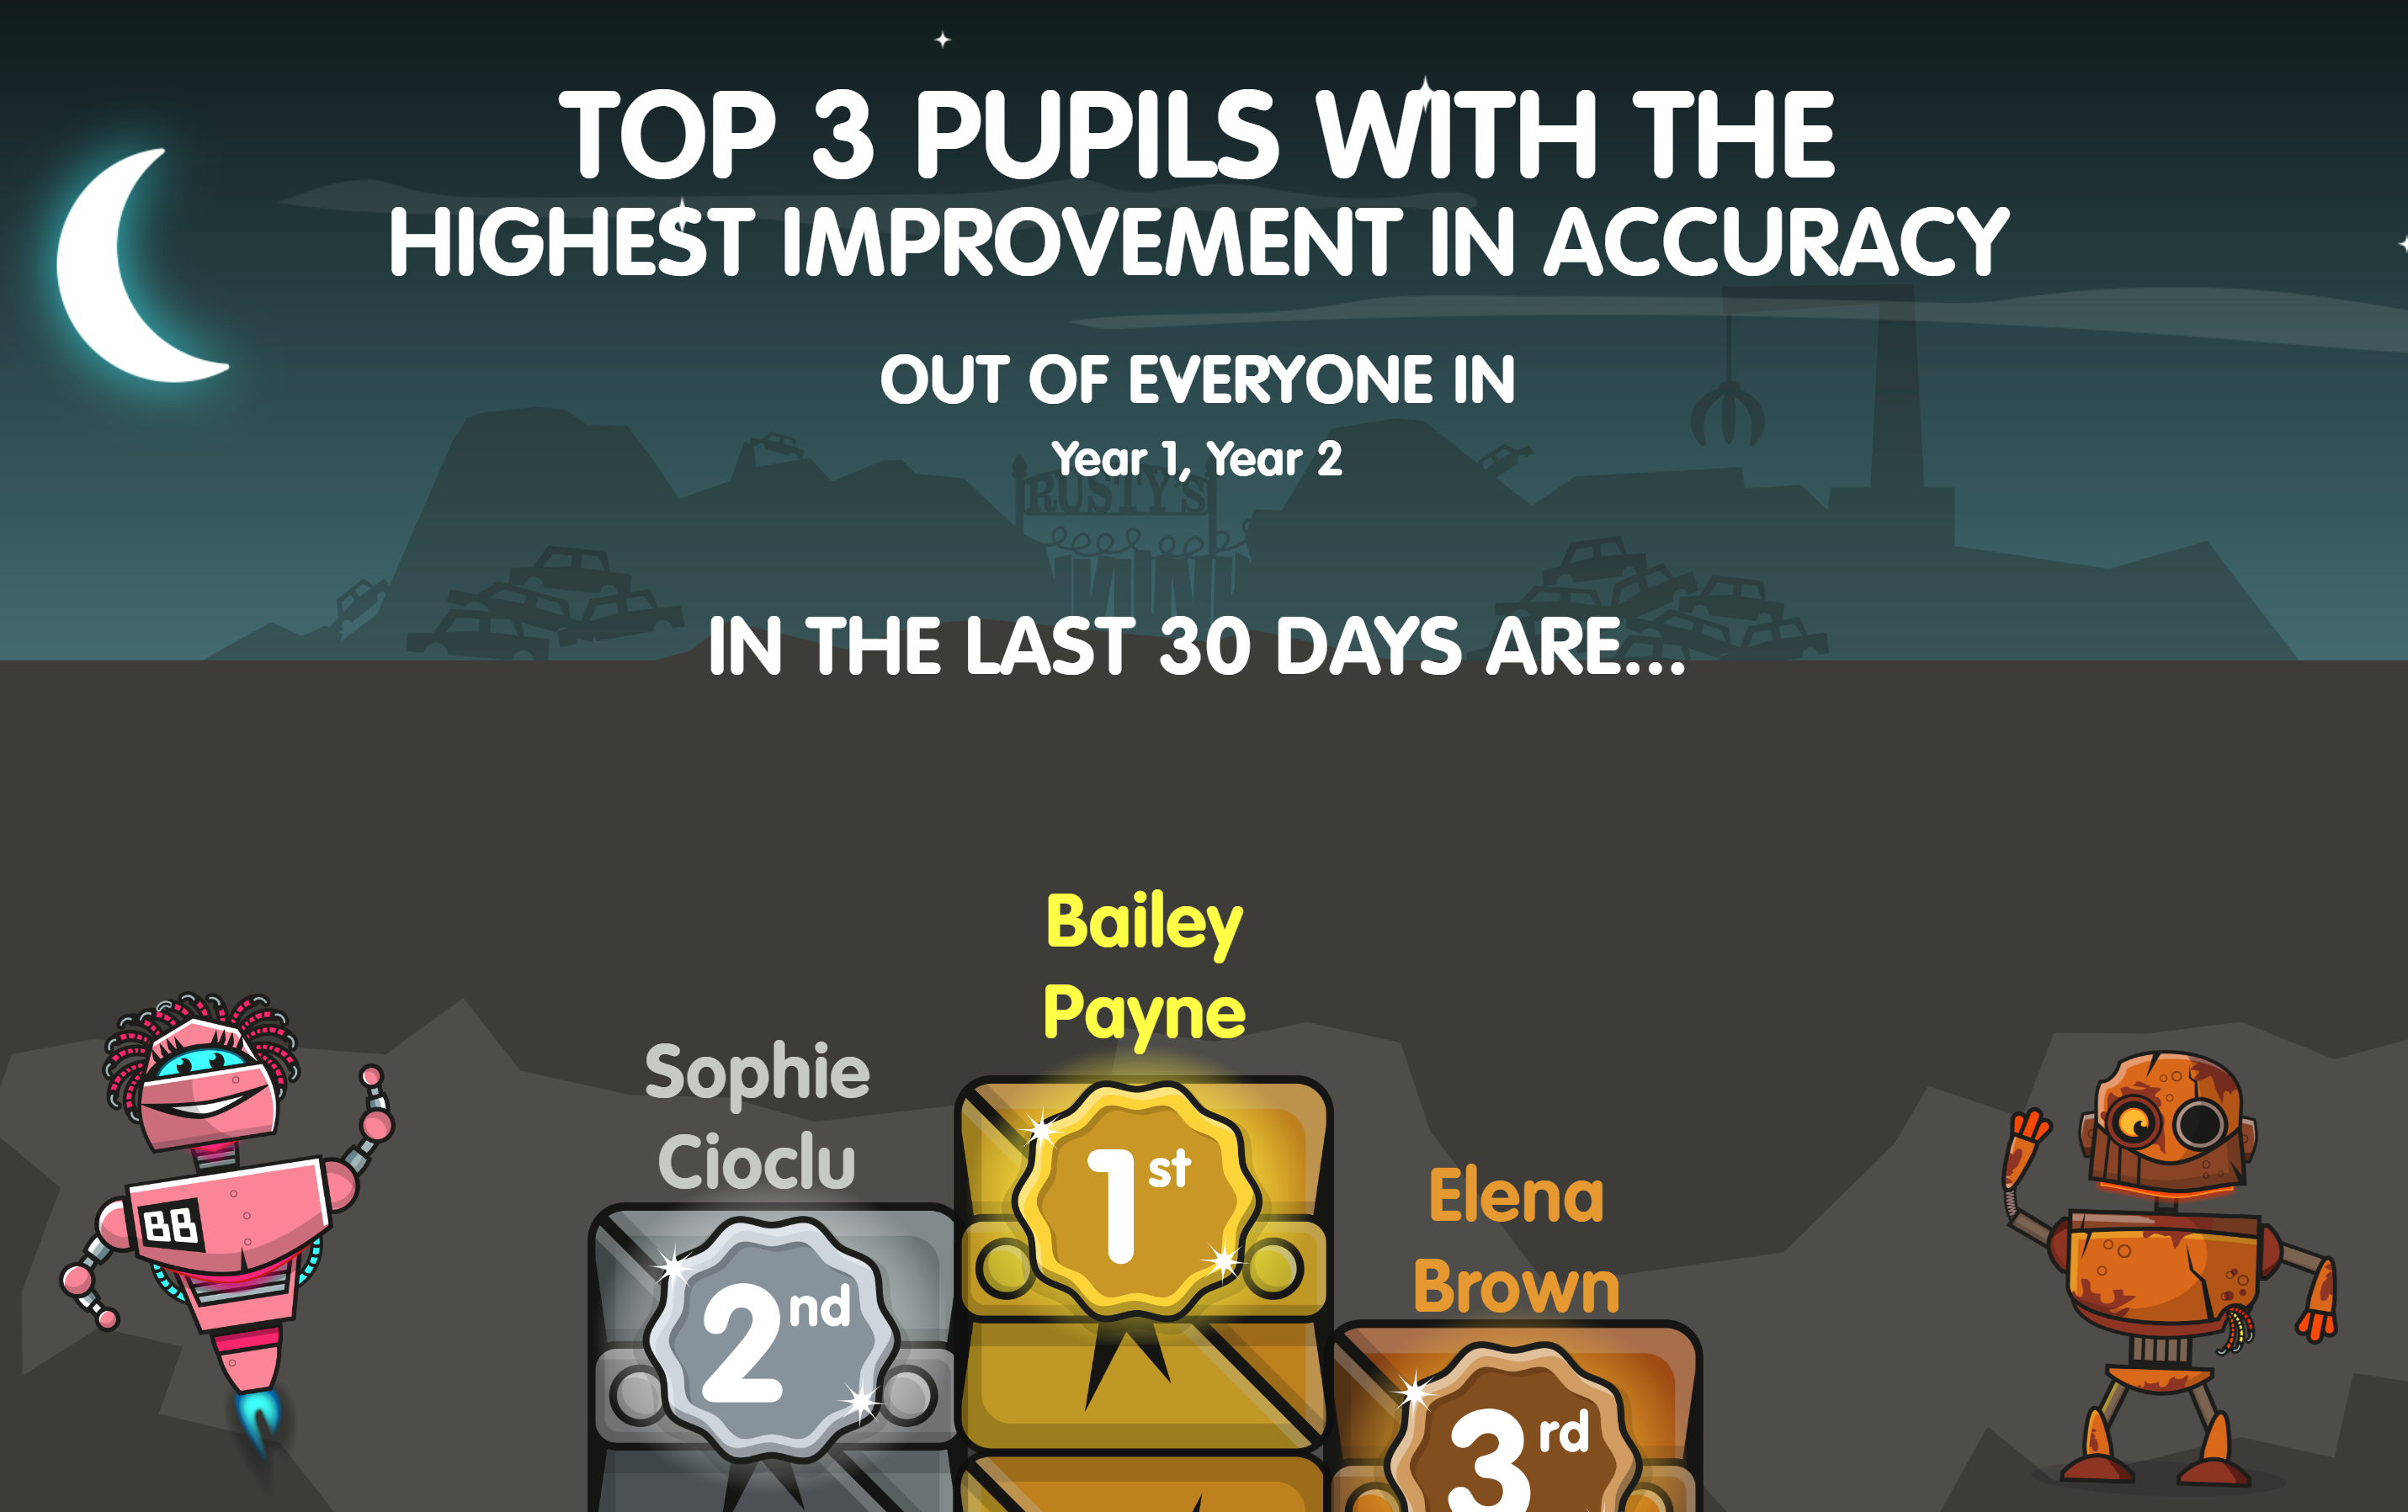 TOP 3 PUPILS WITH THE
HIGHEST IMPROVEMENT IN ACCURACY
OUT OF EVERYONE IN
Year 1, Year 2
RUSTY'S
IN THE LAST 30 DAYS ARE...
Bailey
Payne
Sophie
Cioclu
Elena
Brown
1st
2nd
3rd
BB